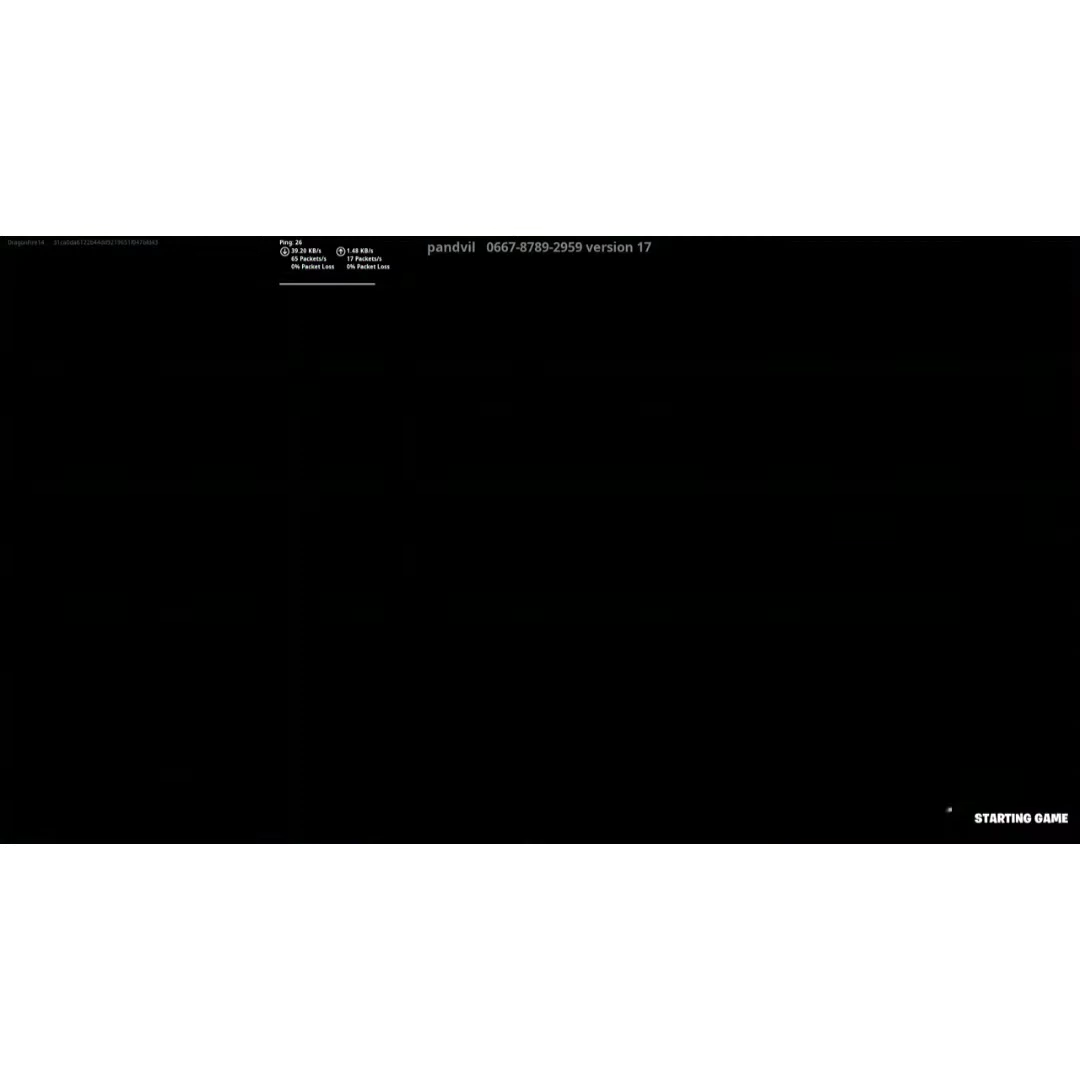 Ping: 26
39.20 KB/s 1.48 KB/s
65 Packets/s 17 Packets/s
0% Packet Loss 0% Packet Loss
pandvil 0667-8789-2959 version 17
STARTING GAME